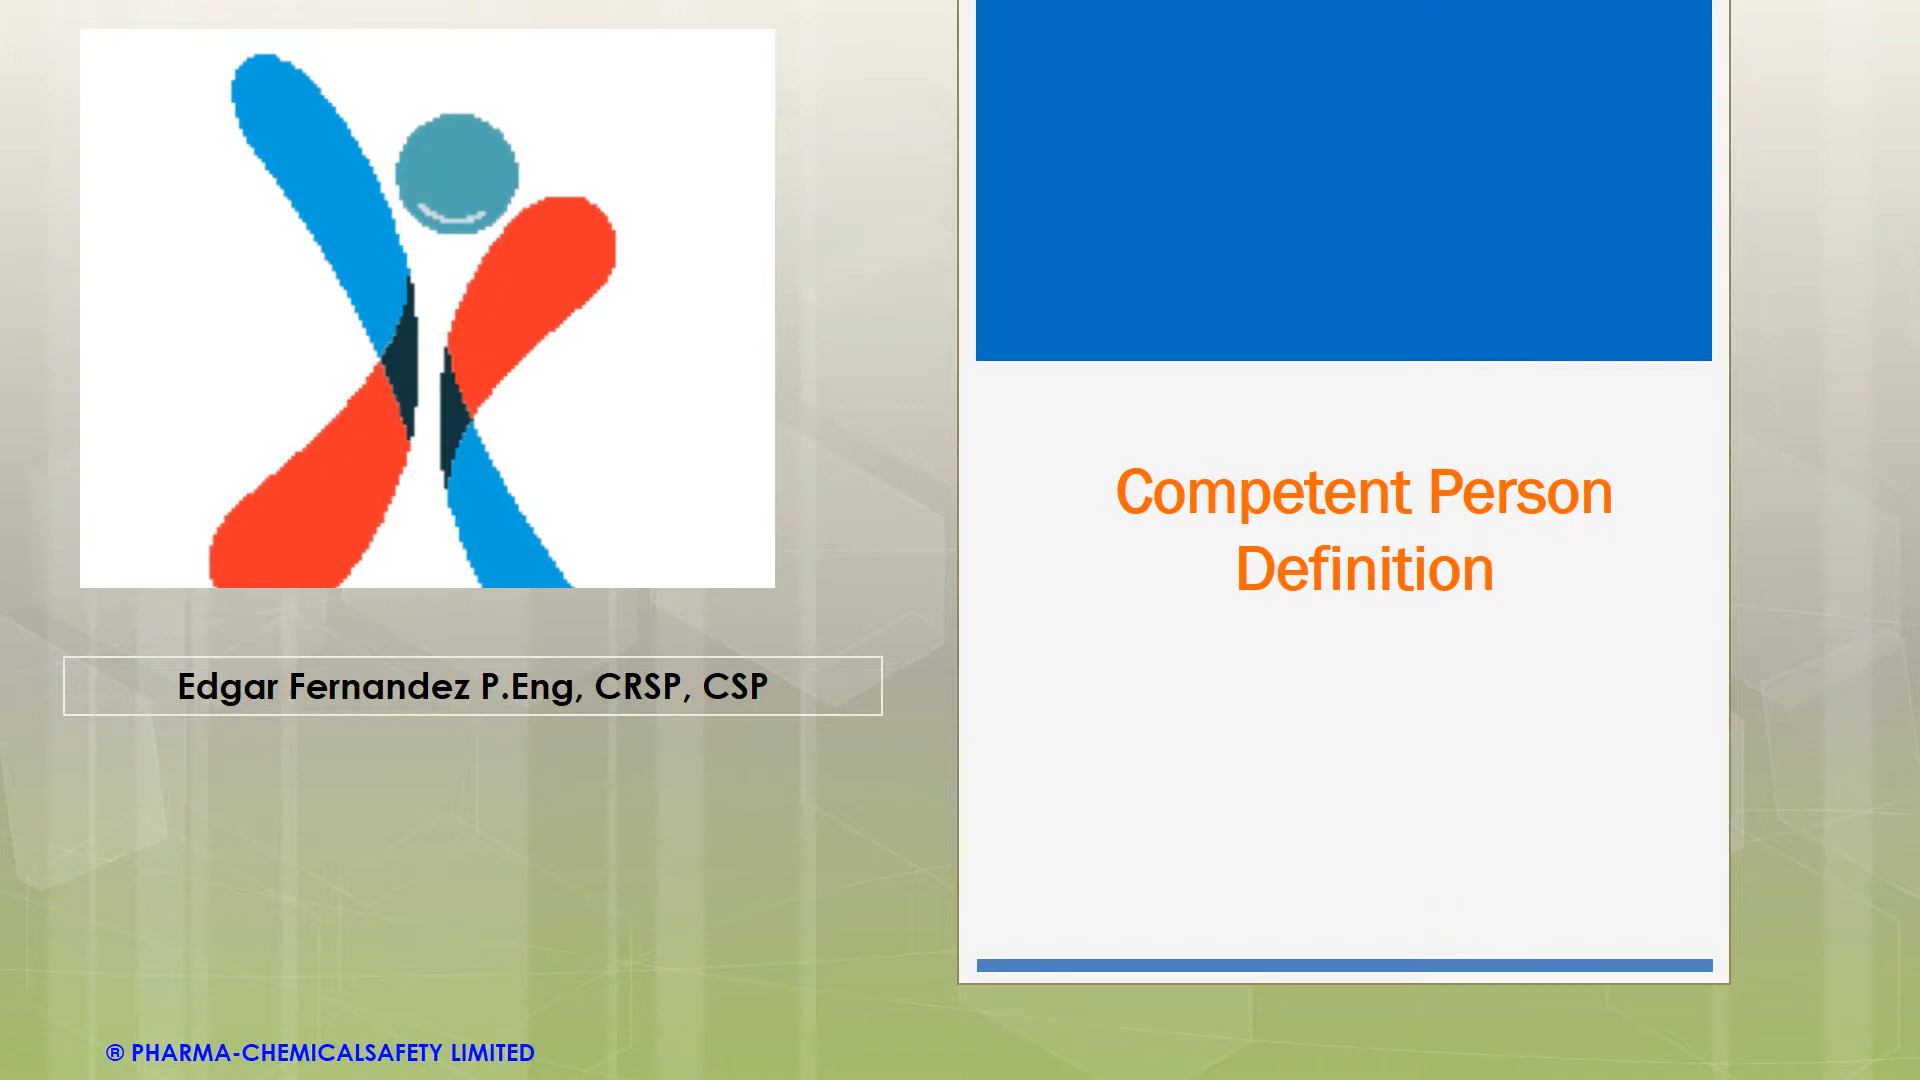 Competent Person
Definition
Edgar Fernandez P.Eng, CRSP, CSP
® PHARMA-CHEMICALSAFETY LIMITED